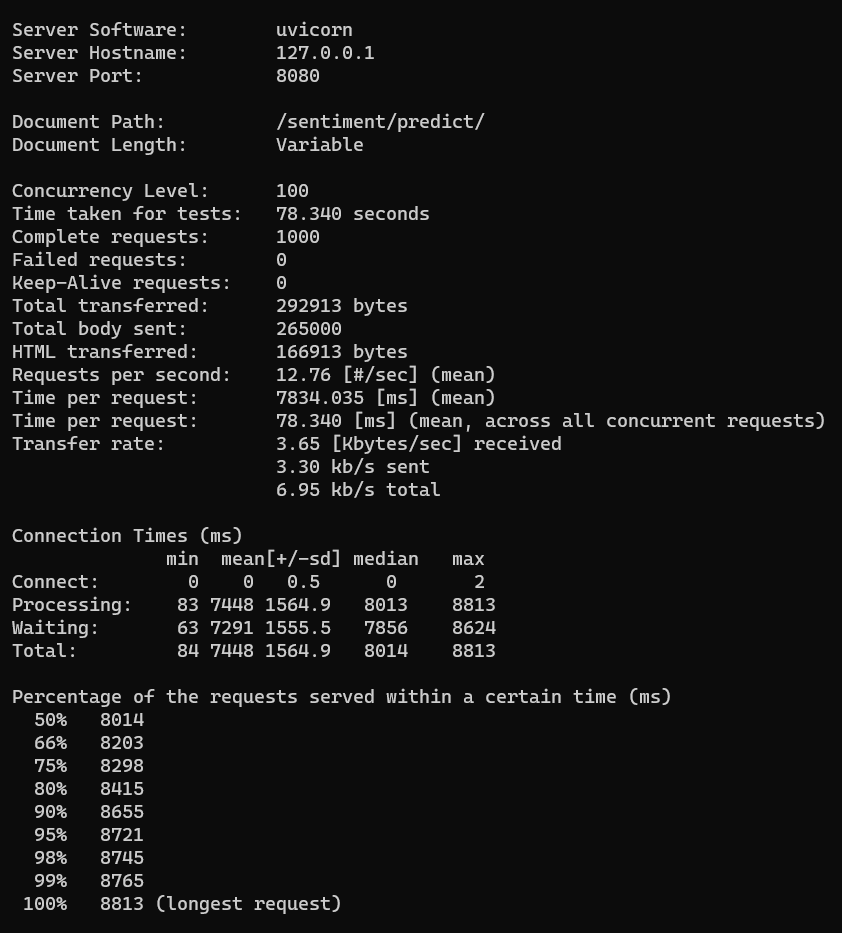 Server Software:        uvicorn
Server Hostname:        127.0.0.1
Server Port:            8080

Document Path:          /sentiment/predict/
Document Length:        Variable

Concurrency Level:      100
Time taken for tests:   78.340 seconds
Complete requests:      1000
Failed requests:        0
Keep-Alive requests:    0
Total transferred:      292913 bytes
Total body sent:        265000
HTML transferred:       166913 bytes
Requests per second:    12.76 [#/sec] (mean)
Time per request:       7834.035 [ms] (mean)
Time per request:       78.340 [ms] (mean, across all concurrent requests)
Transfer rate:          3.65 [Kbytes/sec] received
                        3.30 kb/s sent
                        6.95 kb/s total

Connection Times (ms)
              min  mean[+/-sd] median   max
Connect:        0    0   0.5      0       2
Processing:    83 7448 1564.9   8013    8813
Waiting:       63 7291 1555.5   7856    8624
Total:         84 7448 1564.9   8014    8813

Percentage of the requests served within a certain time (ms)
  50%   8014
  66%   8203
  75%   8298
  80%   8415
  90%   8655
  95%   8721
  98%   8745
  99%   8765
 100%   8813 (longest request)